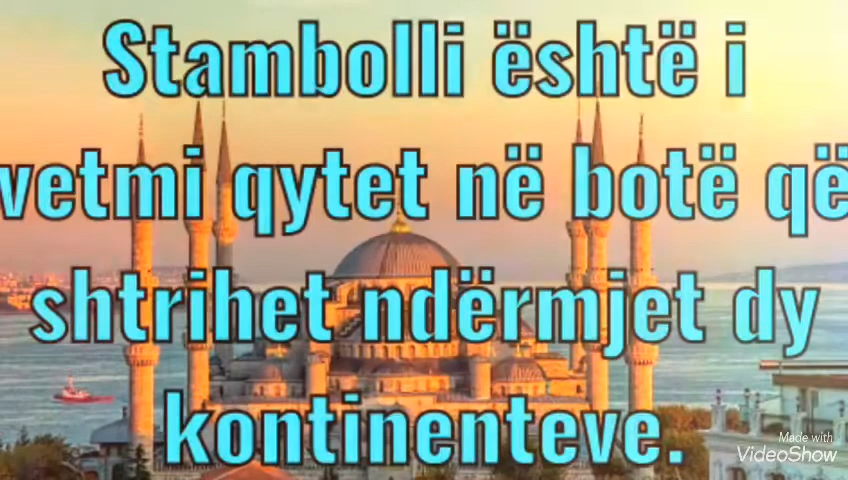 Stambolli është i
vetmi qytet në botë që
shtrihet ndërmjet dy
kontinenteve.
Made with
VideoShow